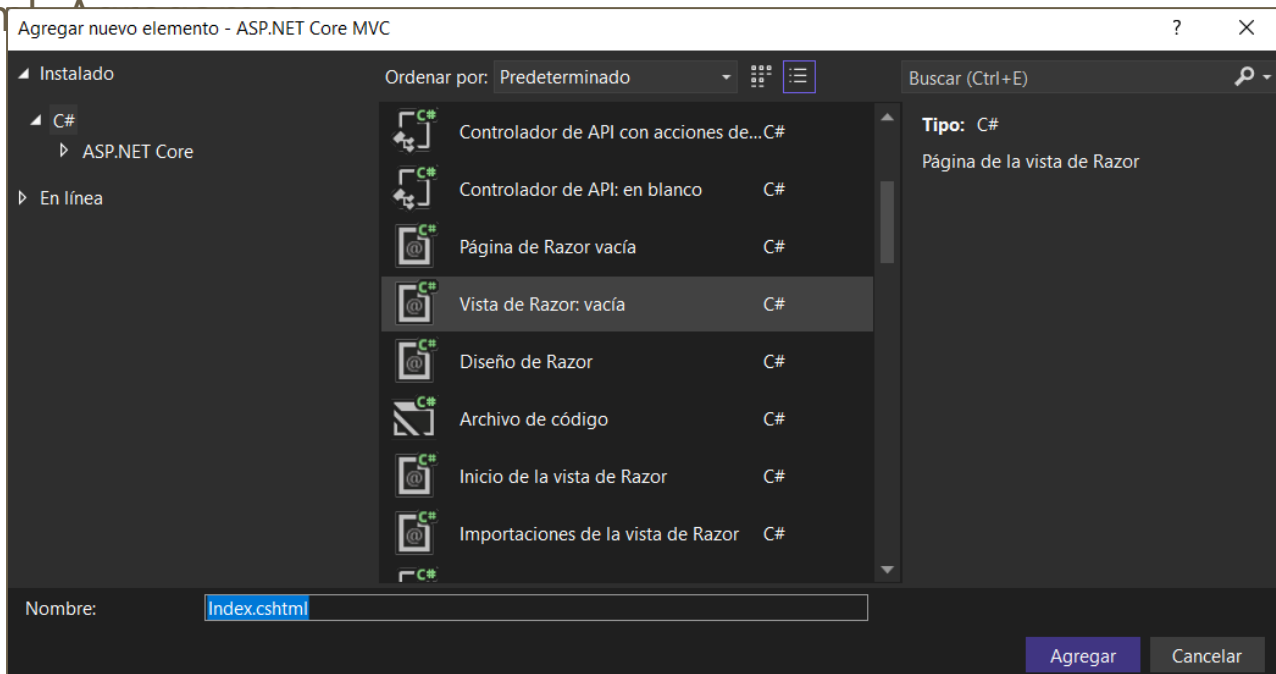 Agregar nuevo elemento - ASP.NET Core MVC ?
Instalado
C#
ASP.NET Core
En línea
Ordenar por: Predeterminado
Controlador de API con acciones de...C#
Controlador de API: en blanco C#
Página de Razor vacía C#
Vista de Razor: vacía C#
Diseño de Razor C#
Archivo de código C#
Inicio de la vista de Razor C#
Importaciones de la vista de Razor C#
Buscar (Ctrl+E)
Tipo: C#
Página de la vista de Razor
Nombre: Index.cshtml
Agregar Cancelar